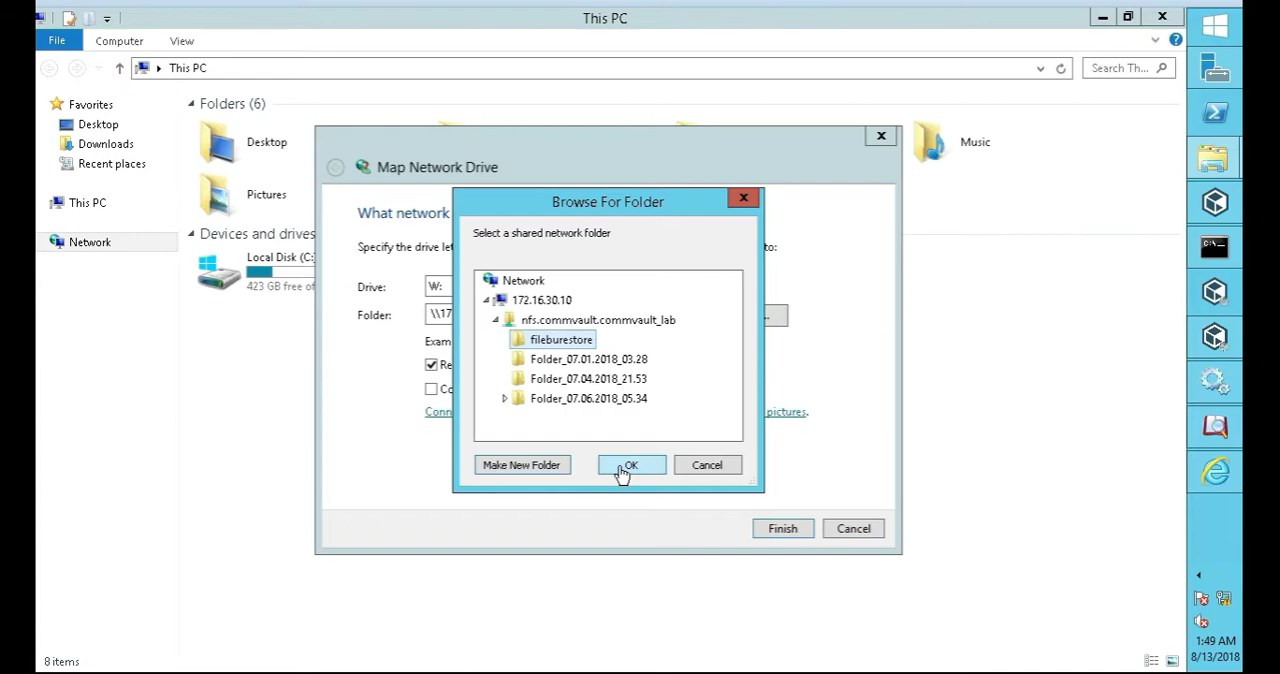 This PC
File
Computer
View
This PC
Search Th...
Favorites
Desktop
Downloads
Recent places
This PC
Network
Folders (6)
Desktop
Music
Pictures
Devices and drives
Local Disk (C:
423 GB free of
Map Network Drive
What network
Specify the drive let
to:
Drive:
W:
Folder:
\\17
...
Exam
Re
Co
Conn
pictures.
Finish
Cancel
Browse For Folder
Select a shared network folder
Network
172.16.30.10
nfs.commvault.commvault_lab
fileburestore
Folder_07.01.2018_03.28
Folder_07.04.2018_21.53
Folder_07.06.2018_05.34
Make New Folder
OK
Cancel
8 items
1:49 AM
8/13/2018